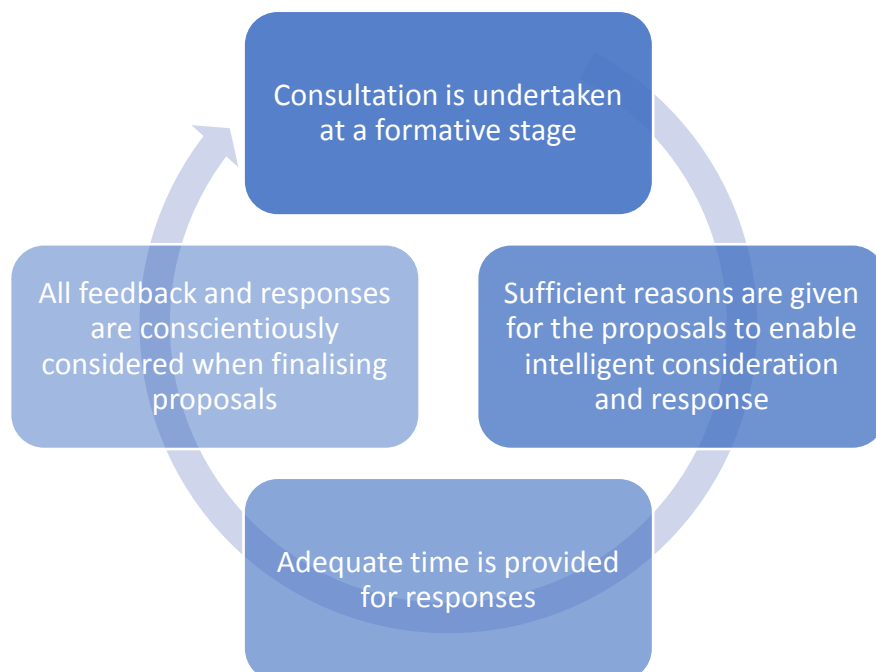 Consultation is undertaken
at a formative stage
Sufficient reasons are given
for the proposals to enable
intelligent consideration
and response
Adequate time is provided
for responses
All feedback and responses
are conscientiously
considered when finalising
proposals